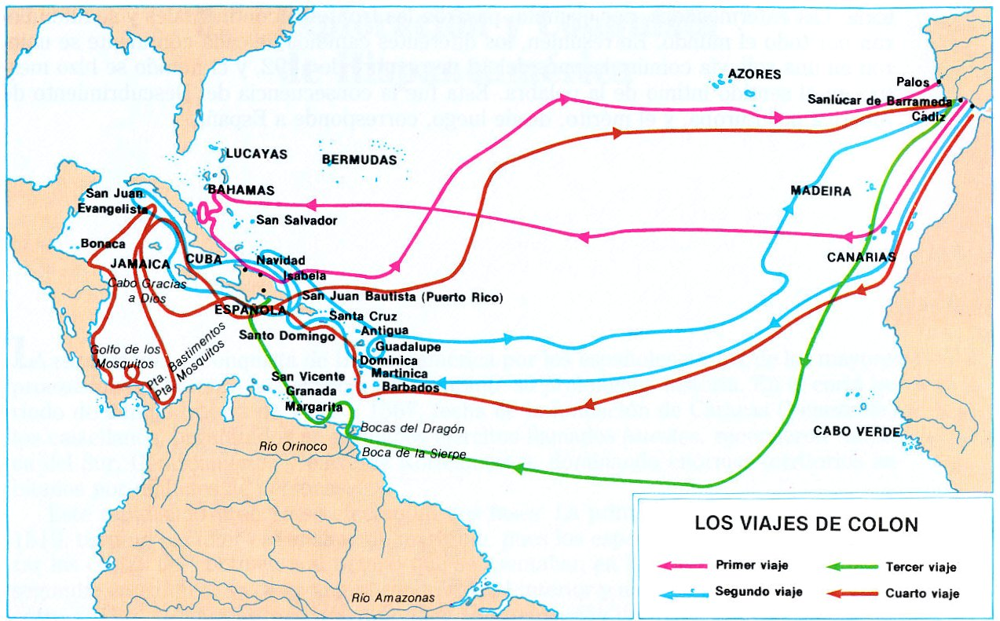 AZORES
Palos
Sanlúcar de Barrameda
Cádiz
LUCAYAS
BERMUDAS
BAHAMAS
MADEIRA
San Juan
Evangelista
San Salvador
Bonaca
CANARIAS
JAMAICA
CUBA
Navidad
Isabela
Cabo Gracias
a Dios
San Juan Bautista (Puerto Rico)
ESPAÑOLA
Santa Cruz
Antigua
Santo Domingo
Guadalupe
Golfo de los
Mosquitos
Pta. Bastimentos
Pta. Mosquitos
Dominica
Martinica
Barbados
San Vicente
Granada
Margarita
Bocas del Dragón
CABO VERDE
Río Orinoco
Boca de la Sierpe
Río Amazonas
LOS VIAJES DE COLON
Primer viaje
Tercer viaje
Segundo viaje
Cuarto viaje